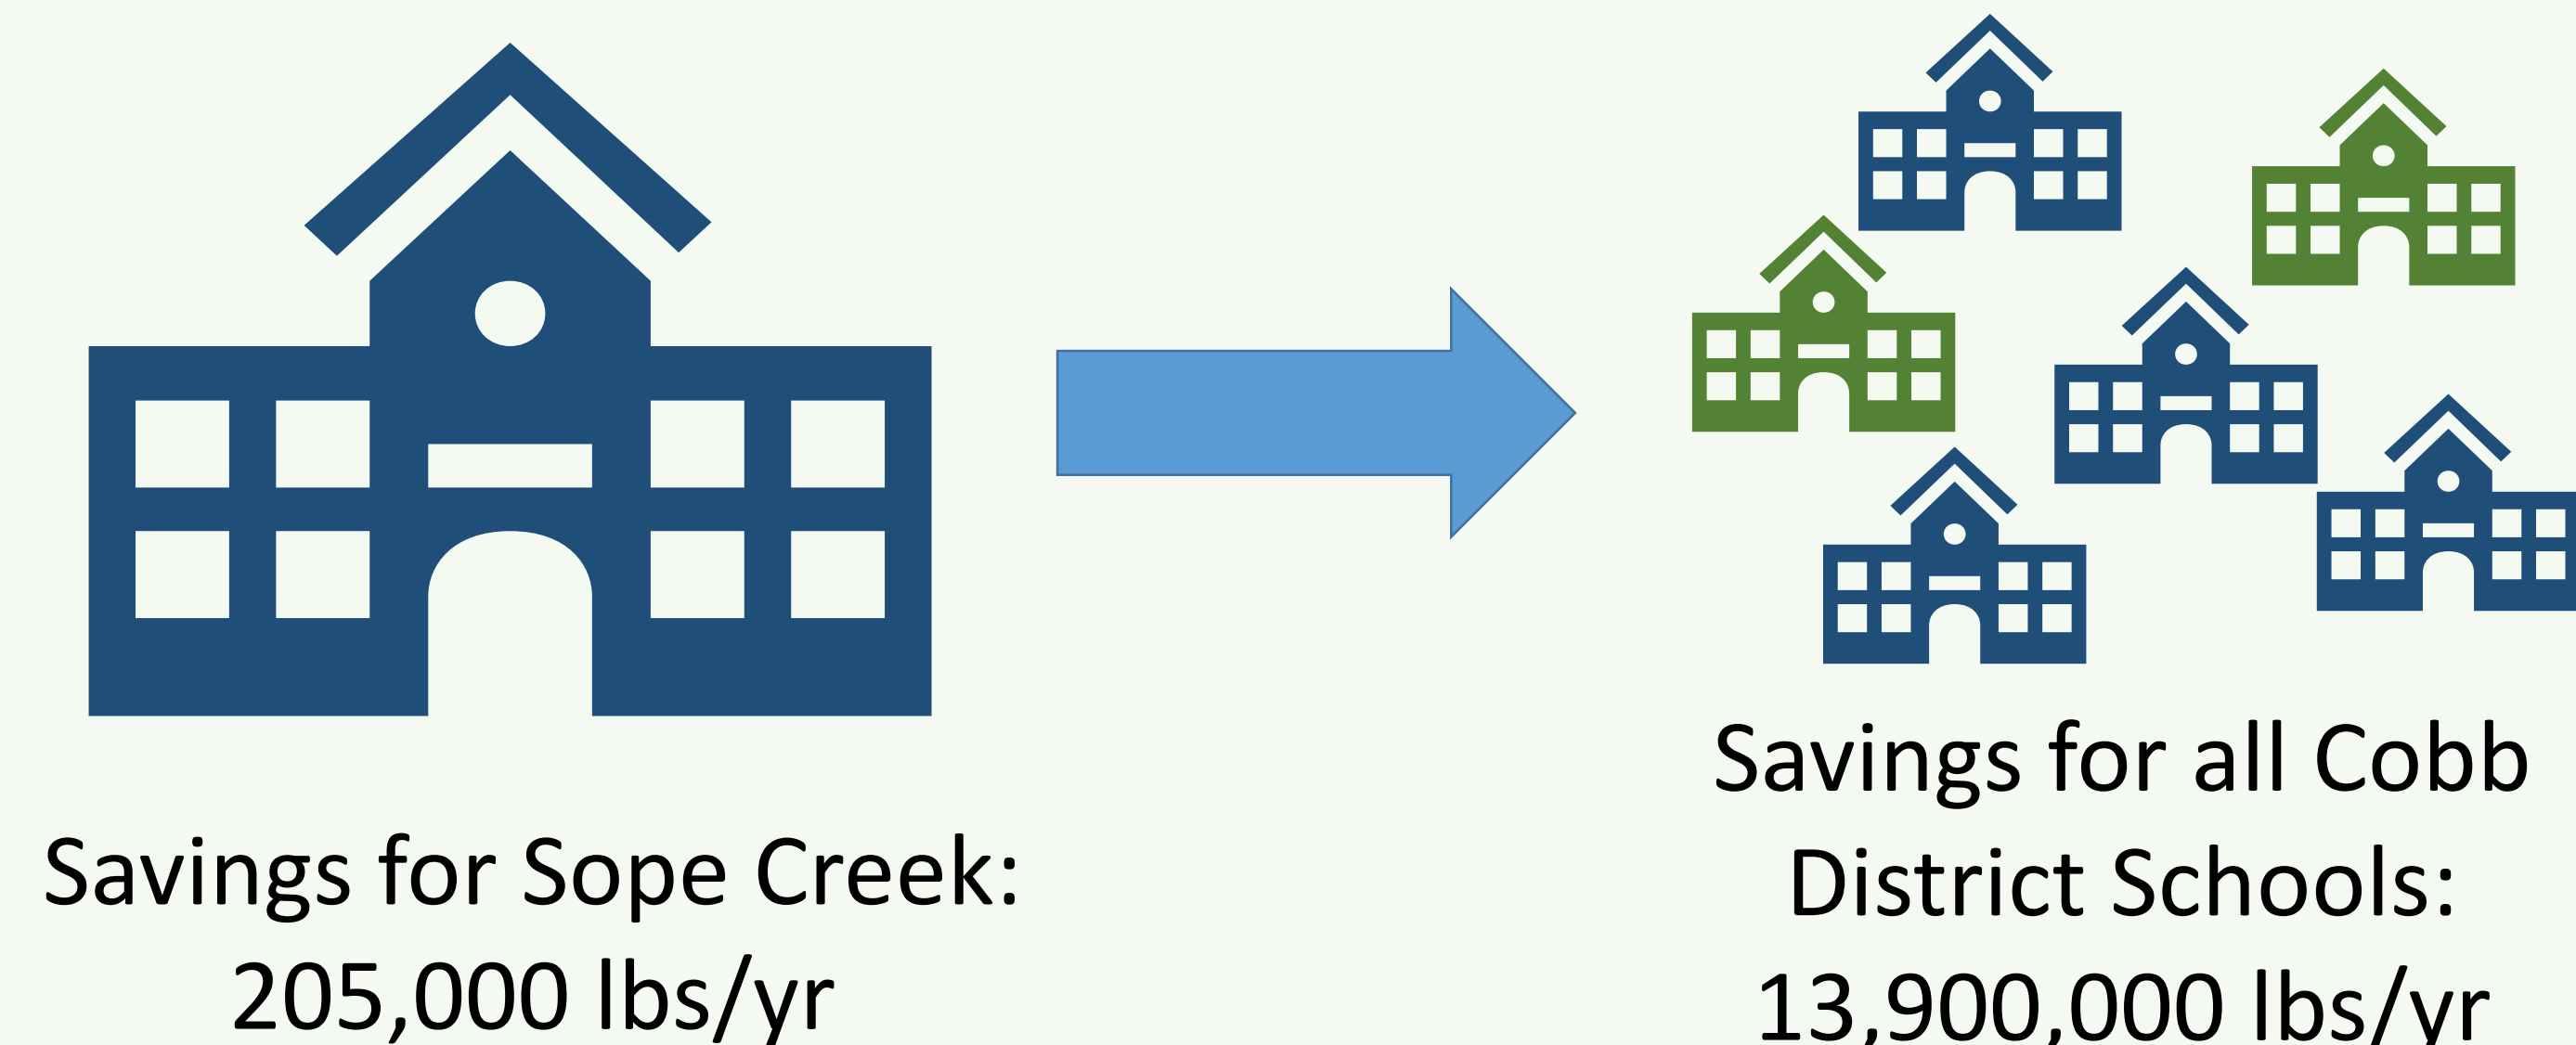 Savings for Sope Creek:
205,000 lbs/yr
Savings for all Cobb
District Schools:
13,900,000 lbs/yr